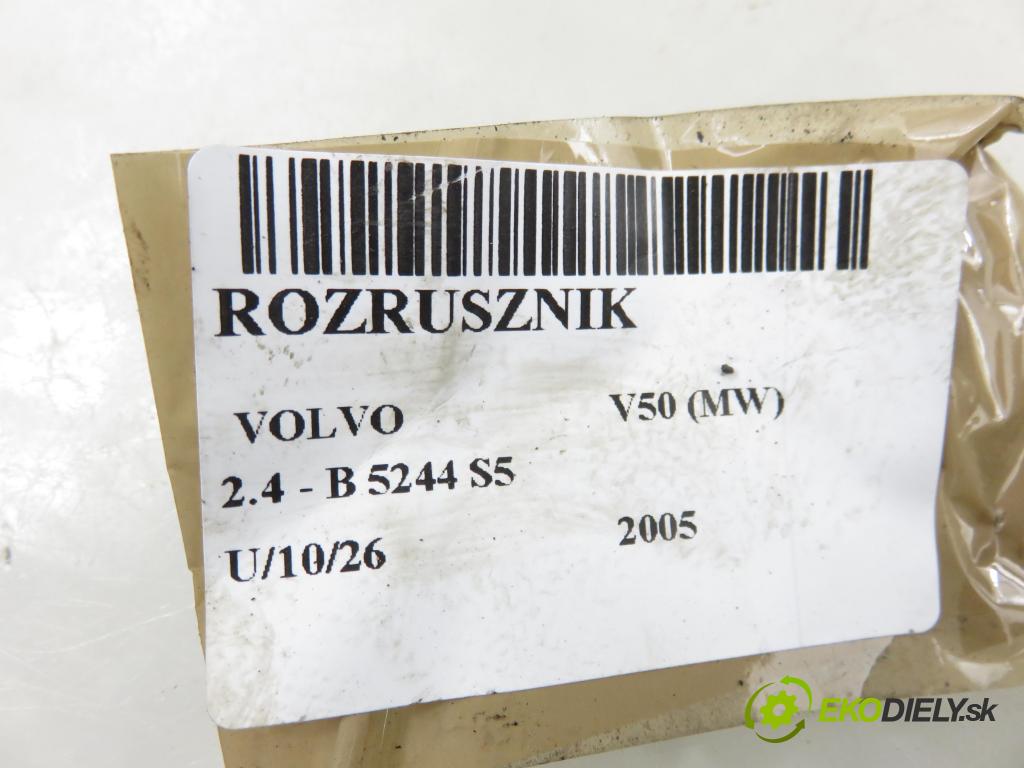 ROZRUSZNIK
VOLVO V50 (MW)
2.4 - B 5244 S5
U/10/26 2005
EKODIELY.sk